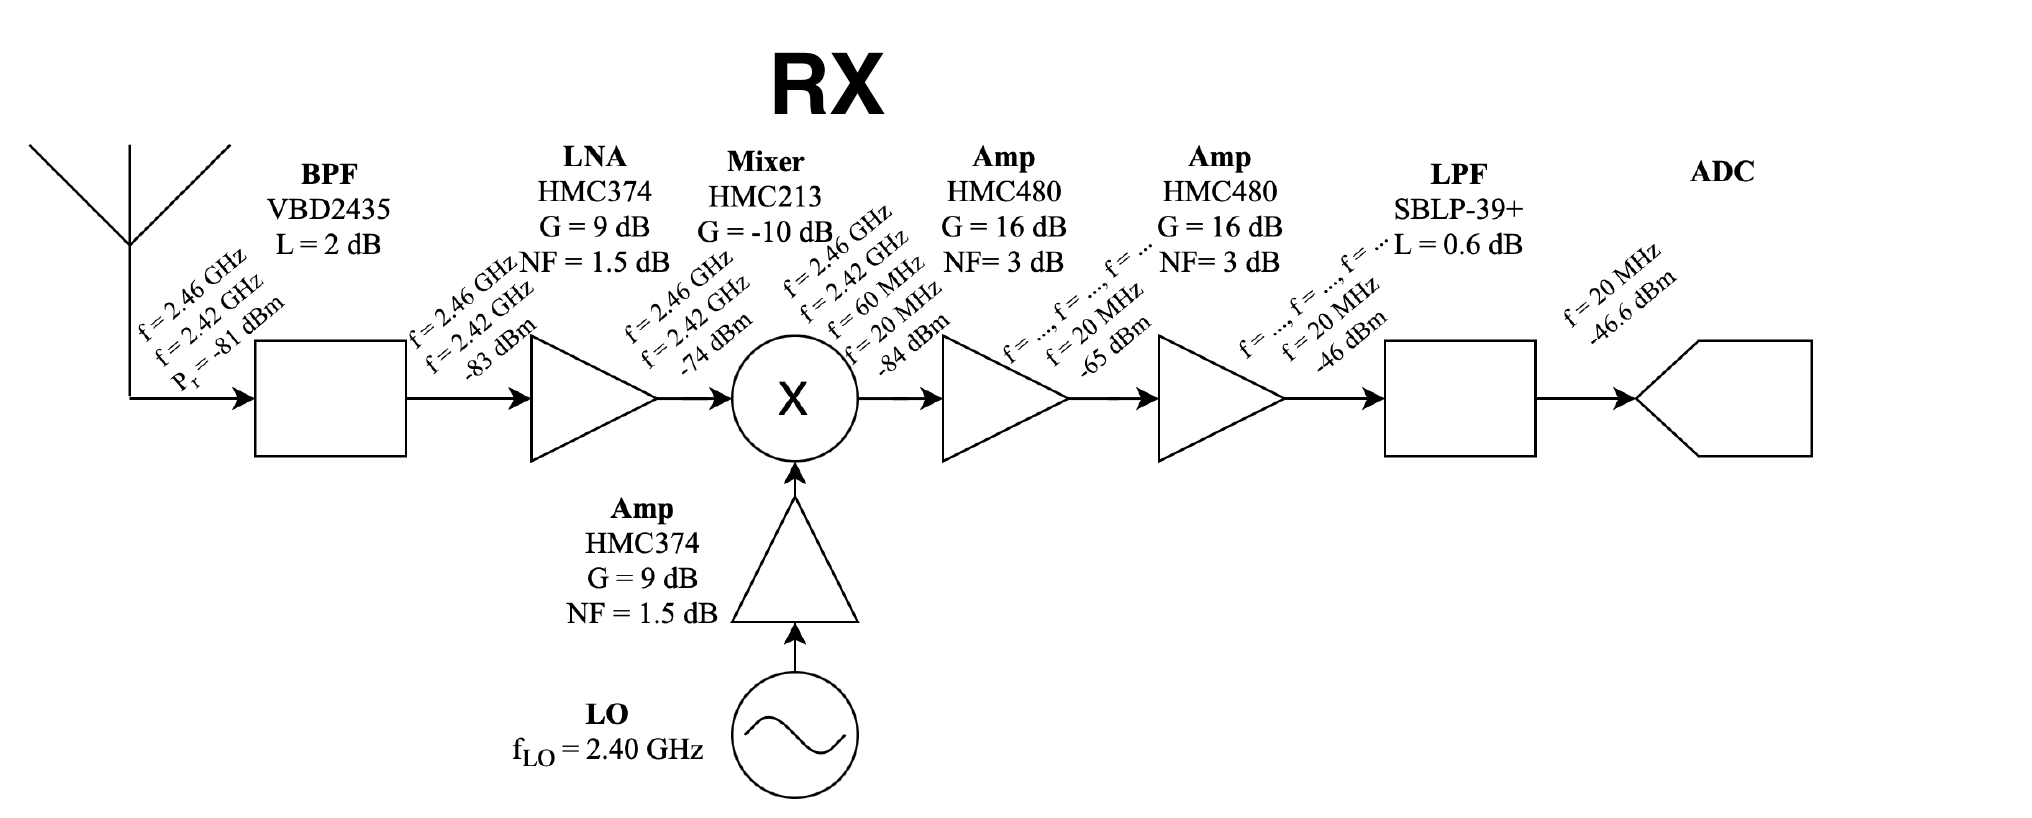 RX
BPF
VBD2435
L = 2 dB
LNA
HMC374
G = 9 dB
NF = 1.5 dB
Mixer
HMC213
G = -10 dB
Amp
HMC480
G = 16 dB
NF= 3 dB
Amp
HMC480
G = 16 dB
NF= 3 dB
LPF
SBLP-39+
L = 0.6 dB
ADC
f = 2.46 GHz
f = 2.42 GHz
Pr = -81 dBm
f = 2.46 GHz
f = 2.42 GHz
-83 dBm
f = 2.46 GHz
f = 2.42 GHz
-74 dBm
f = 2.46 GHz
f = 2.42 GHz
f = 60 MHz
f = 20 MHz
-84 dBm
f = ..., f = ..., f = ...
f = 20 MHz
-65 dBm
f = ..., f = ..., f = ...
f = 20 MHz
-46 dBm
f = 20 MHz
-46.6 dBm
X
Amp
HMC374
G = 9 dB
NF = 1.5 dB
LO
fLO = 2.40 GHz